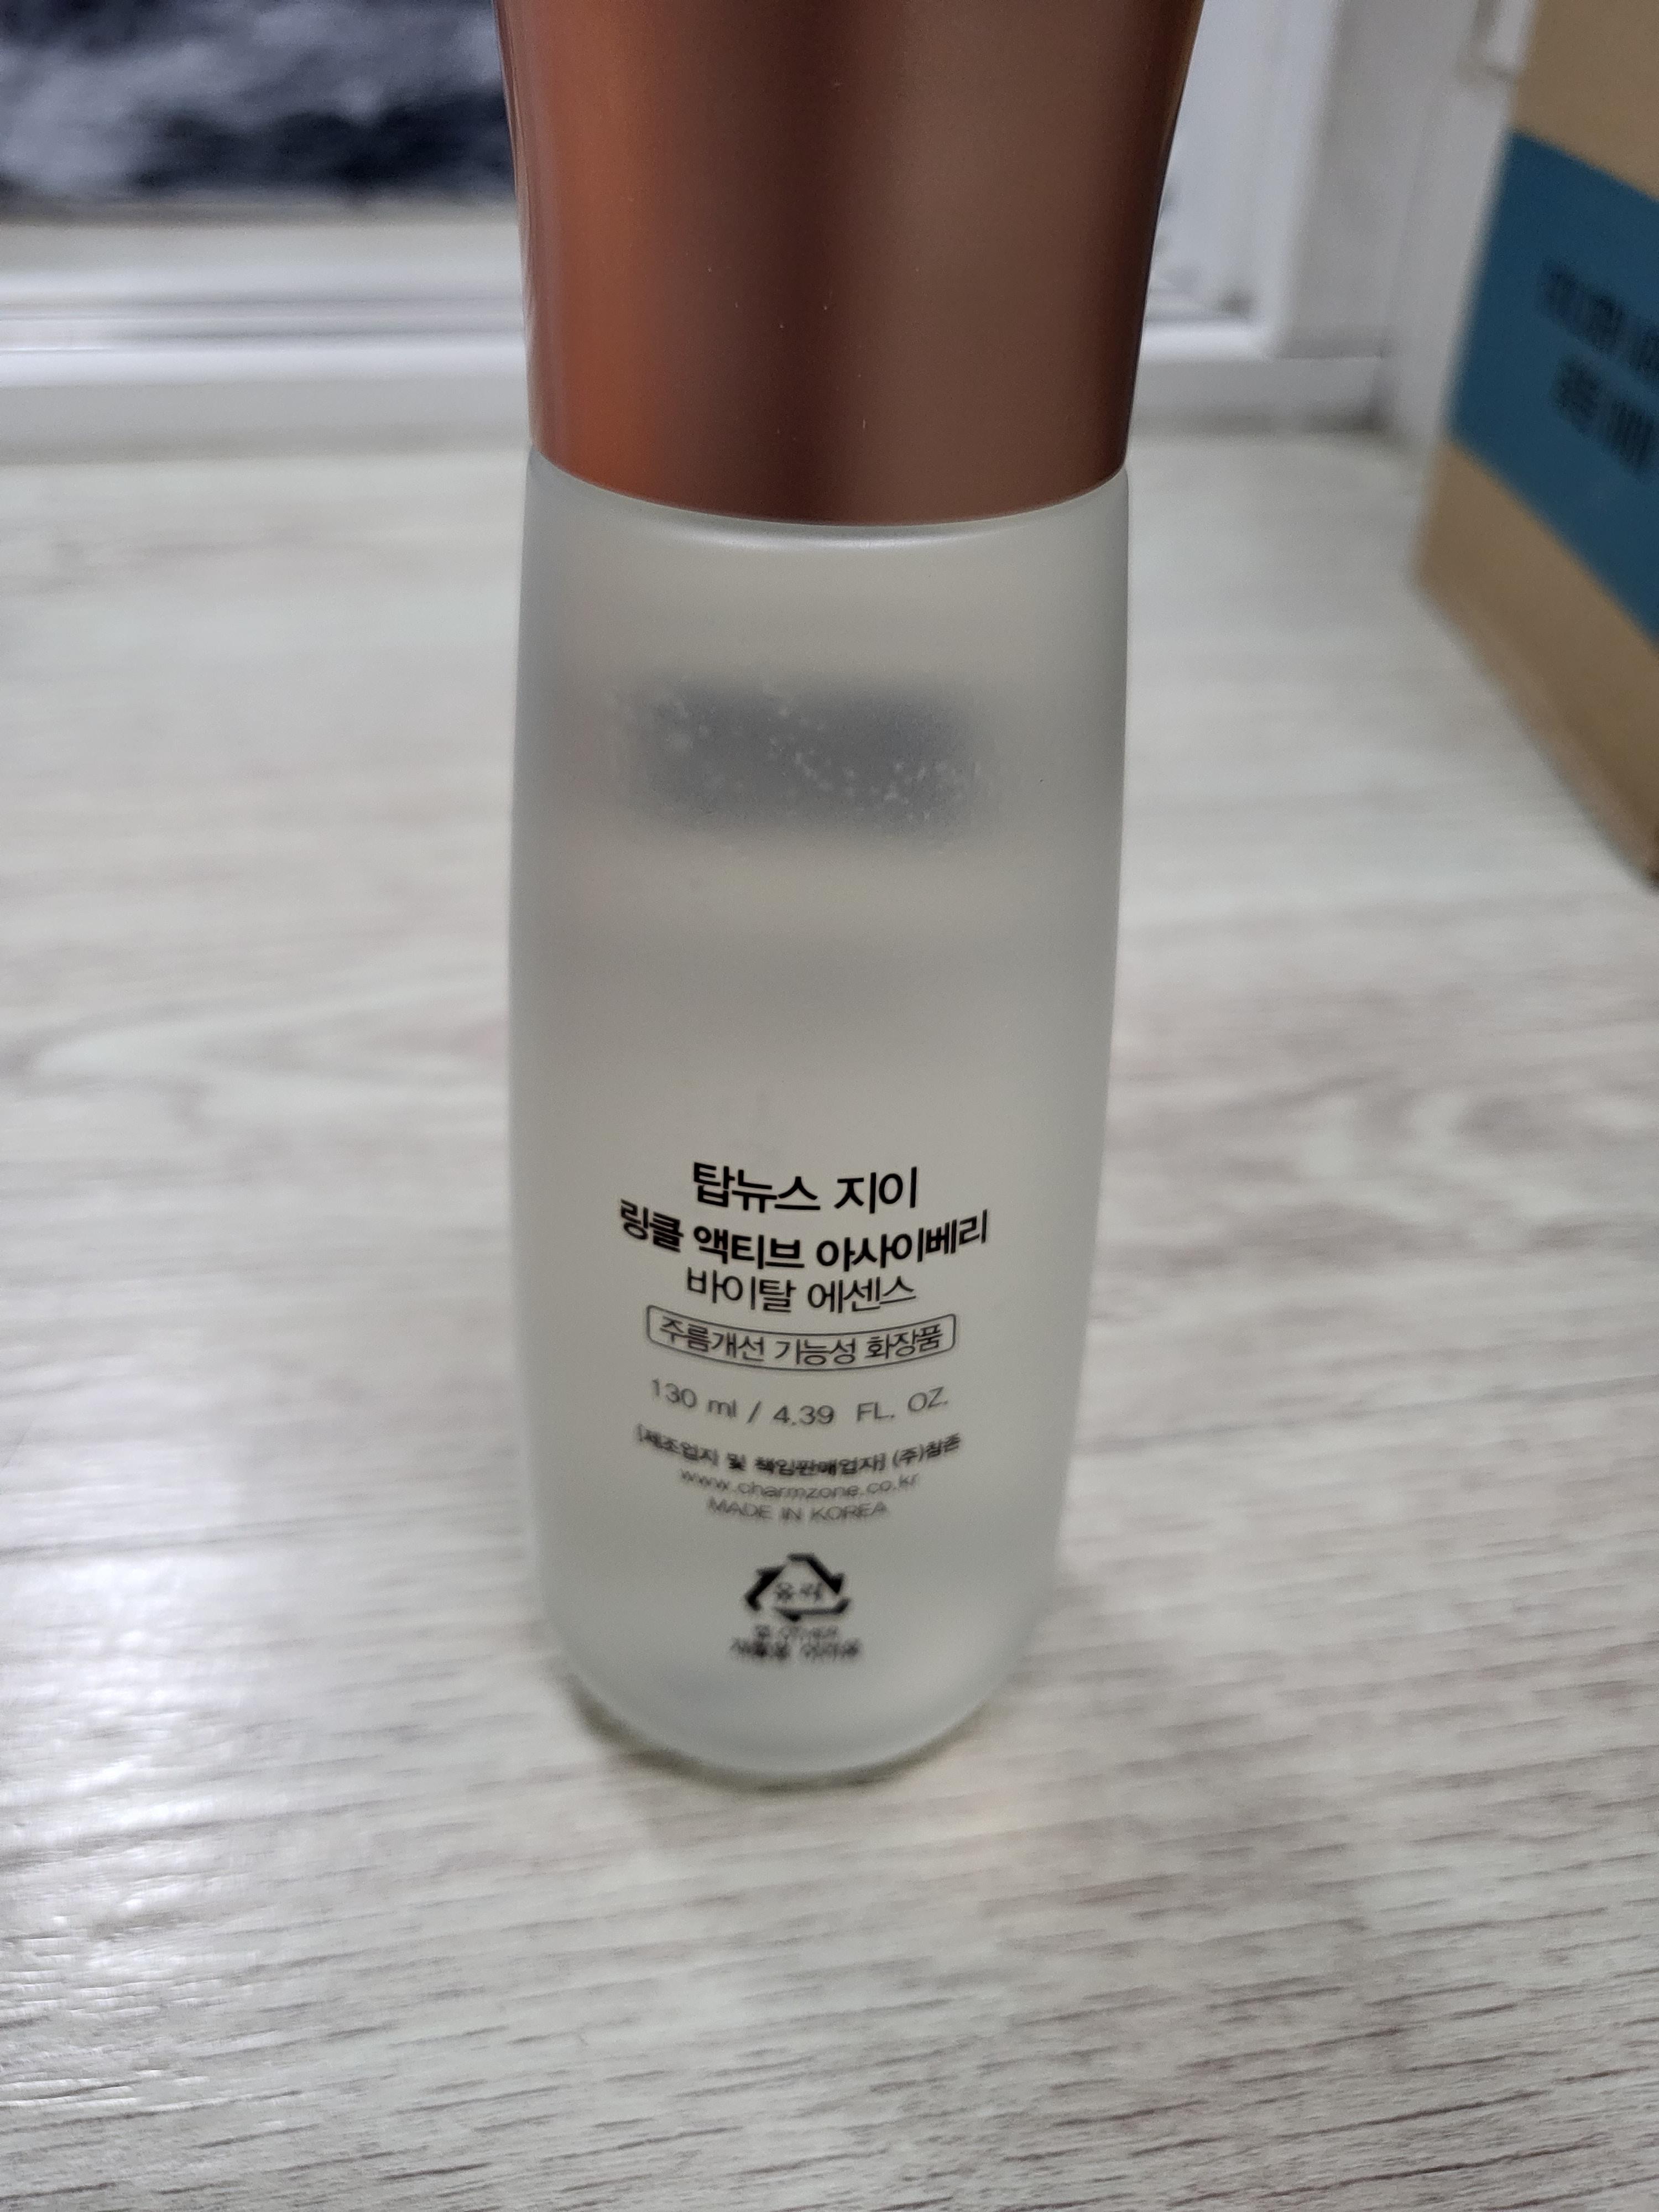 탑뉴스 지이
링클 액티브 아사이베리
바이탈 에센스
주름개선 기능성 화장품
130 ml / 4.39 FL. OZ.
[제조업자 및 책임판매업자] (주)참존
www.charmzone.co.kr
MADE IN KOREA